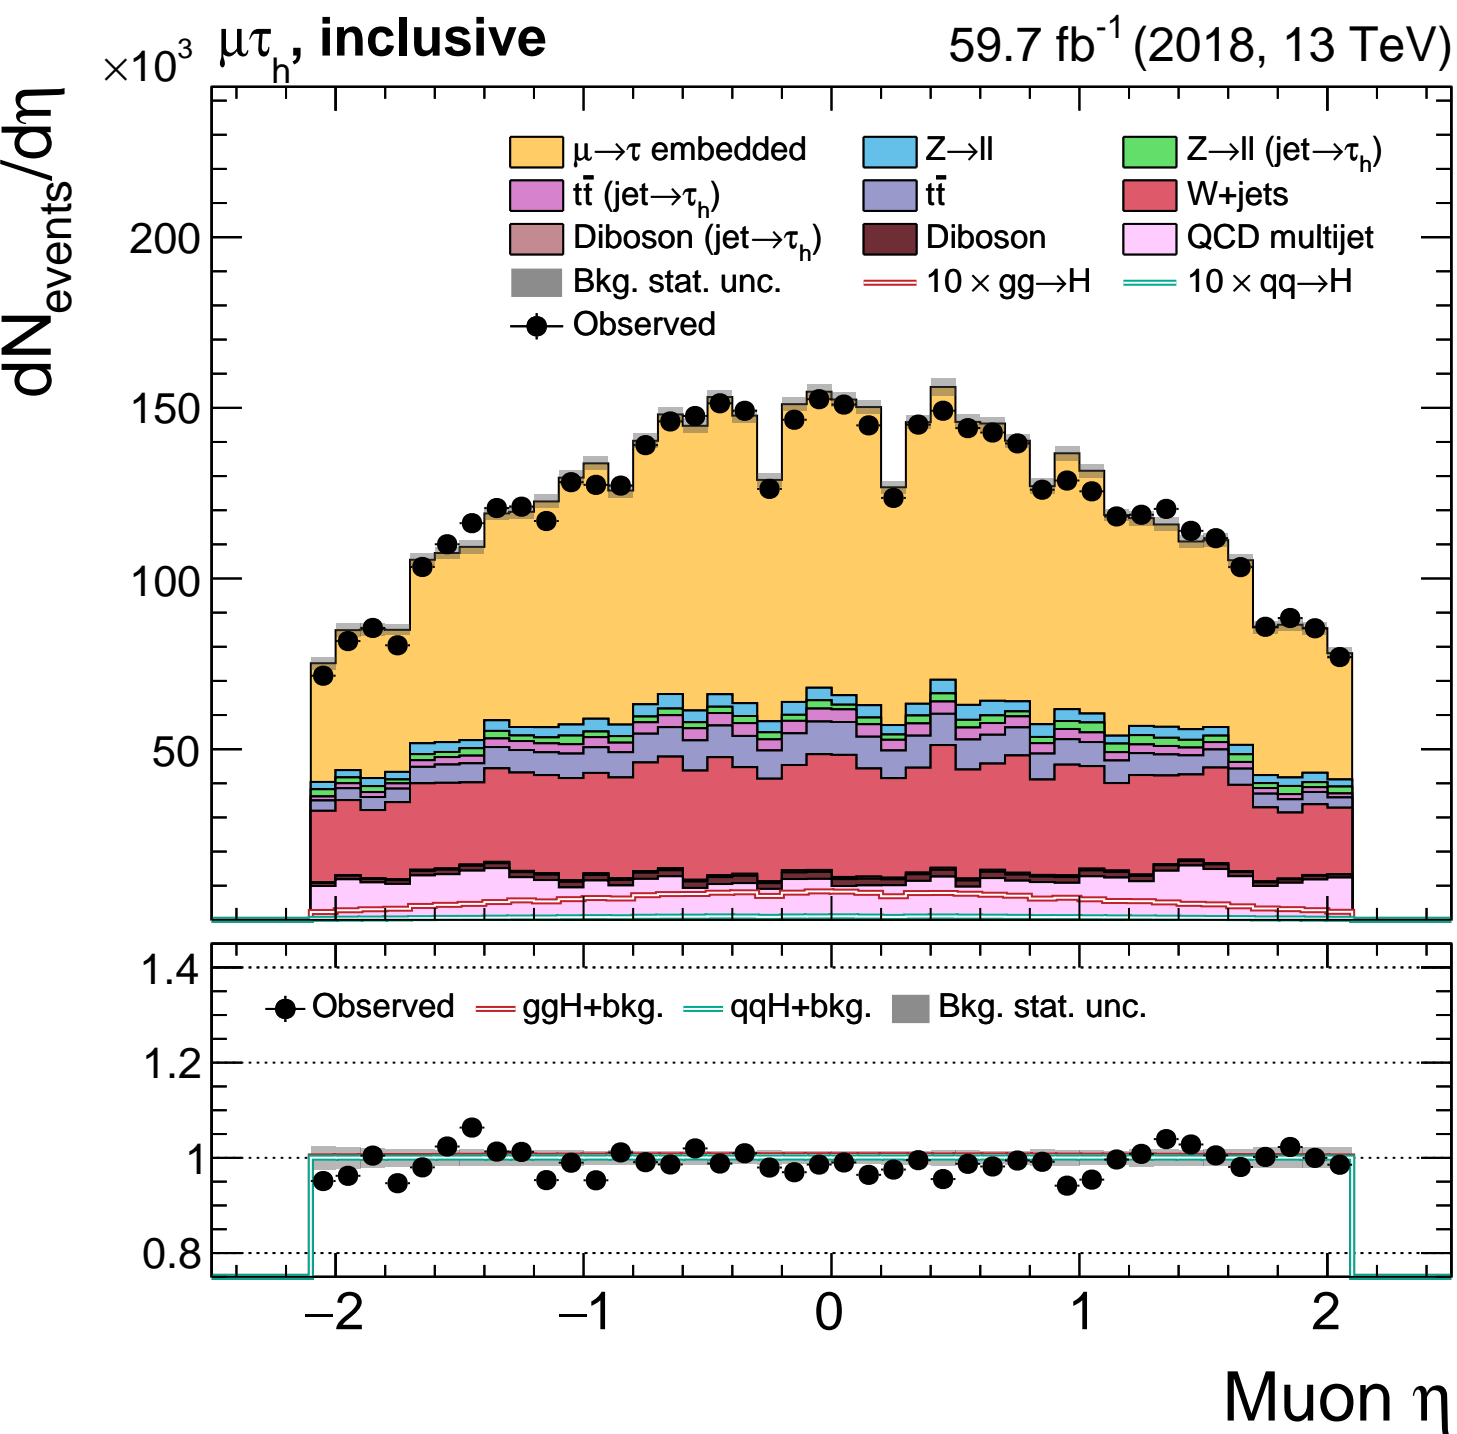 ×10³ μτₕ, inclusive 59.7 fb⁻¹ (2018, 13 TeV)
dN_events/dη
μ→τ embedded Z→ll Z→ll (jet→τₕ)
tt̄ (jet→τₕ) tt̄ W+jets
Diboson (jet→τₕ) Diboson QCD multijet
Bkg. stat. unc. 10 × gg→H 10 × qq→H
Observed
200
150
100
50
1.4
Observed ggH+bkg. qqH+bkg. Bkg. stat. unc.
1.2
1
0.8
−2 −1 0 1 2
Muon η